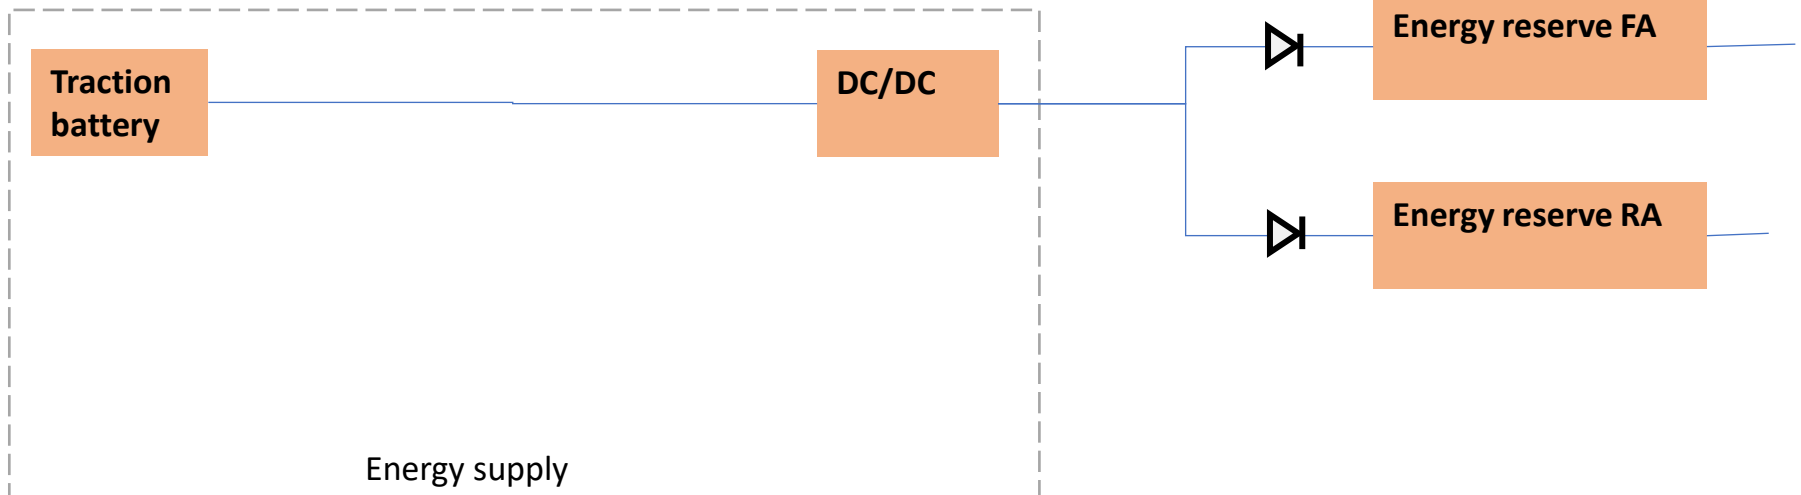 Energy reserve FA
Traction
battery
DC/DC
Energy reserve RA
Energy supply